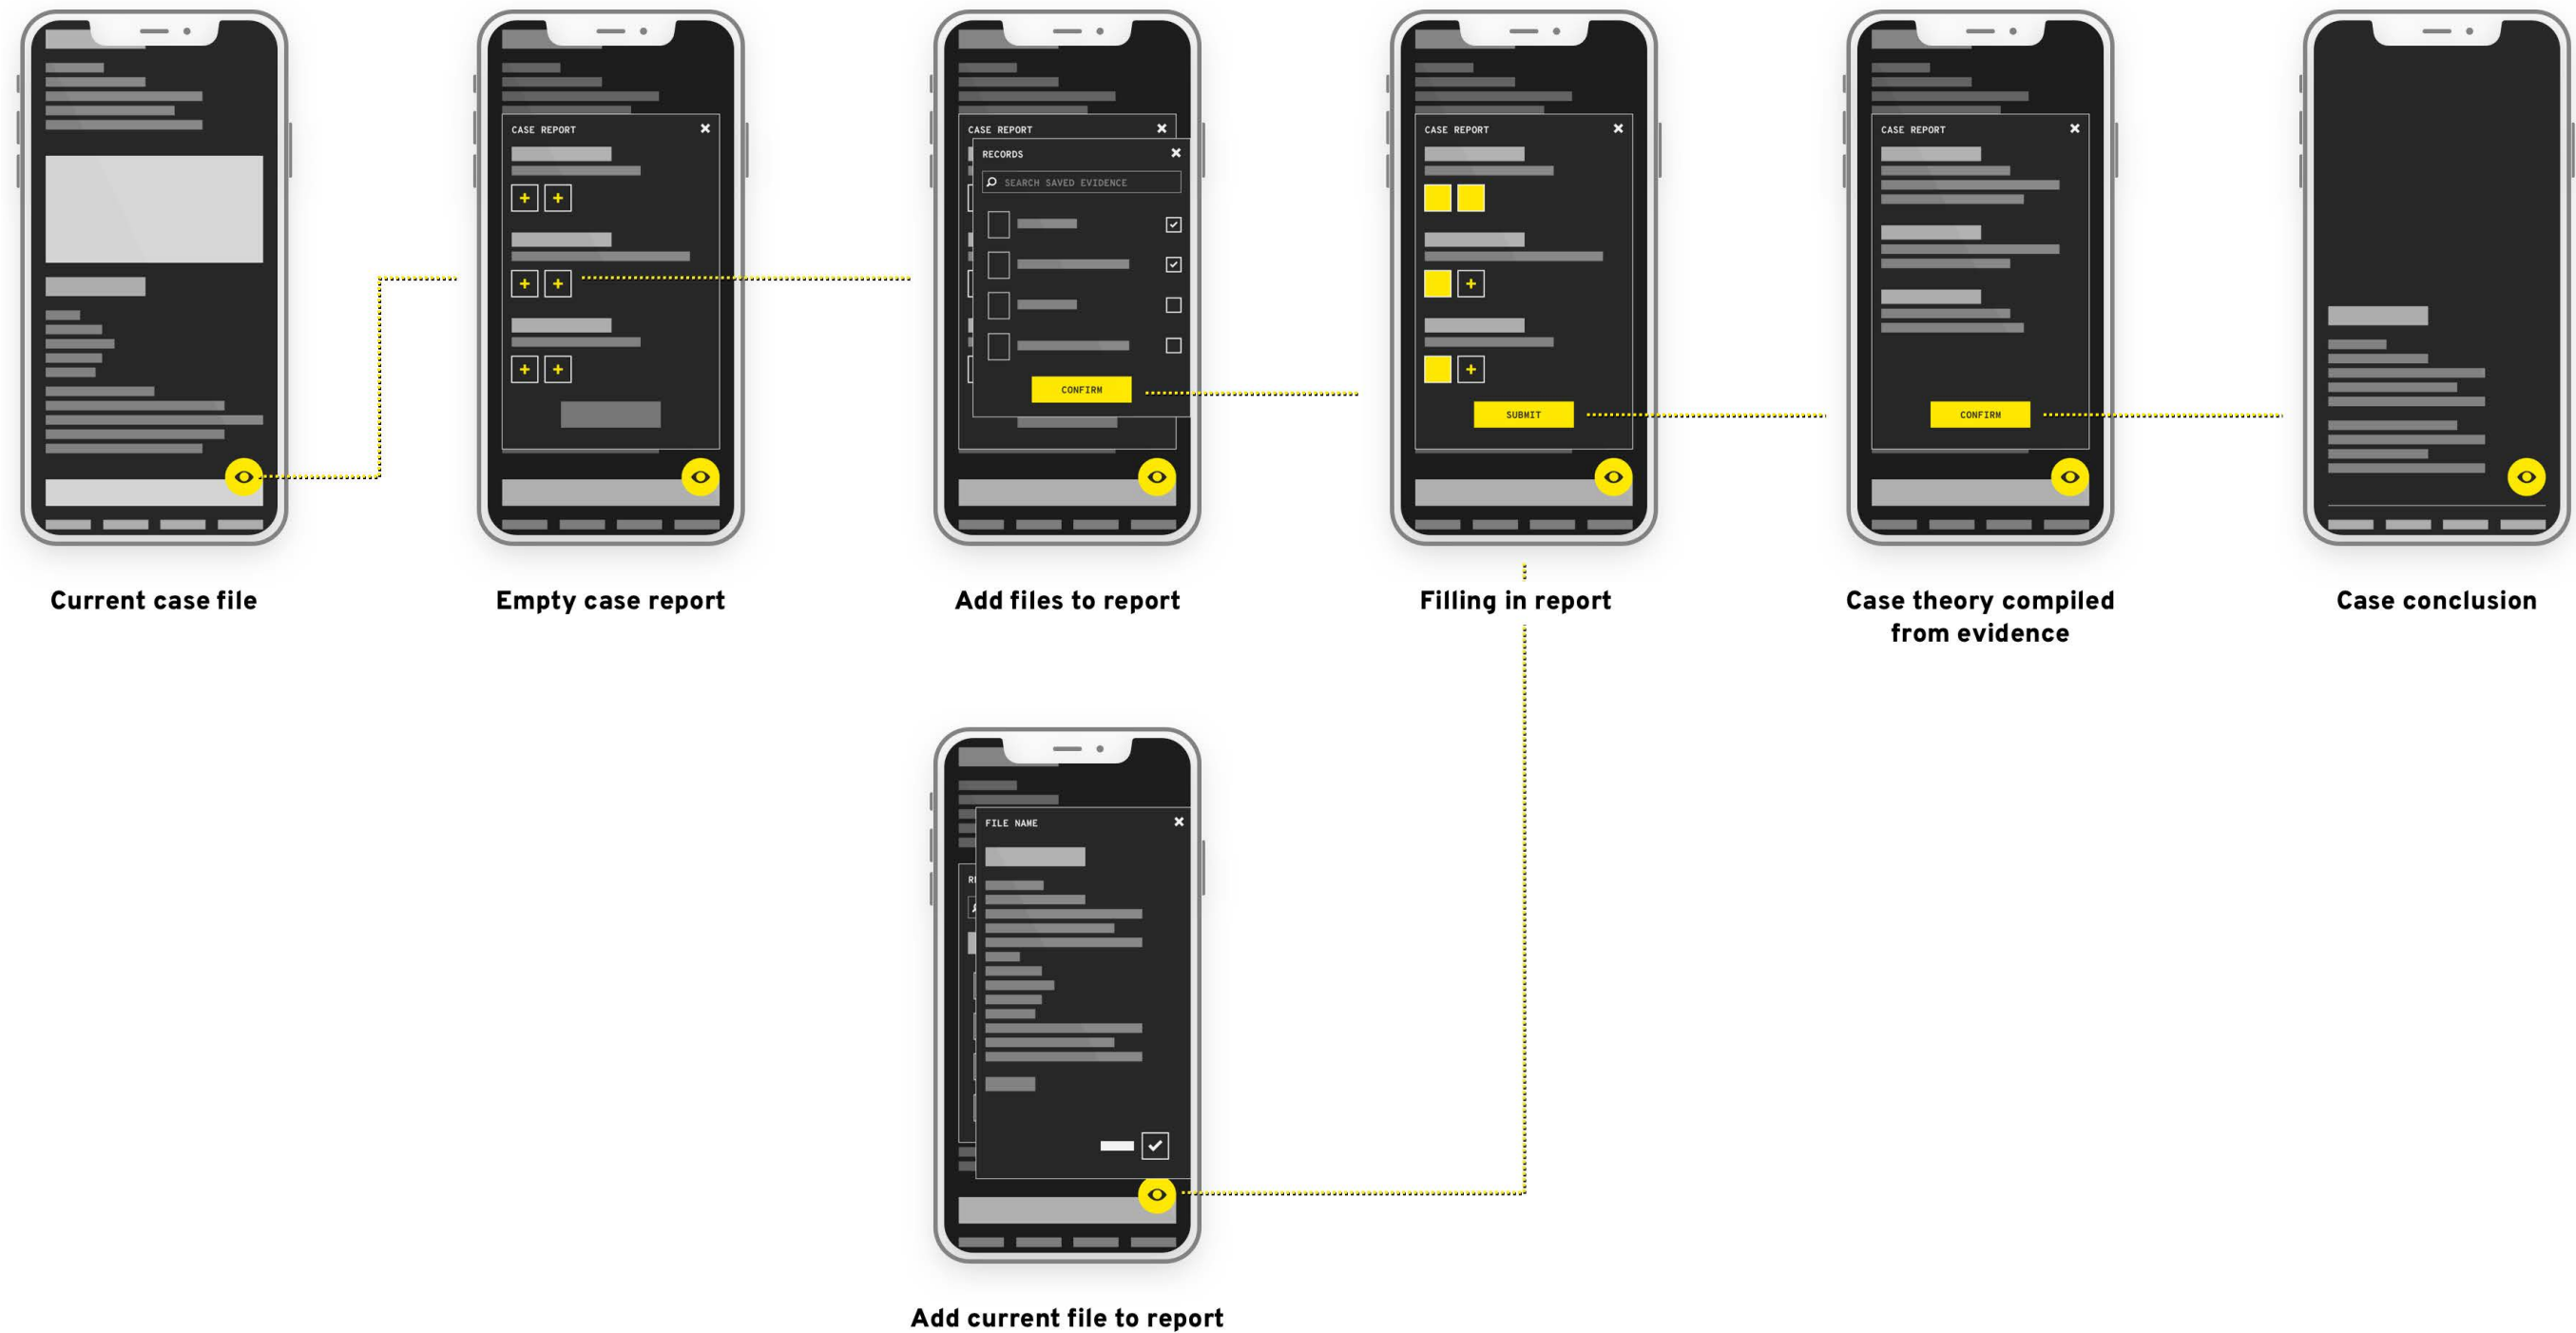 CASE REPORT
CASE REPORT
RECORDS
SEARCH SAVED EVIDENCE
CONFIRM
CASE REPORT
SUBMIT
CASE REPORT
CONFIRM
Current case file
Empty case report
Add files to report
Filling in report
Case theory compiled
from evidence
Case conclusion
FILE NAME
Add current file to report